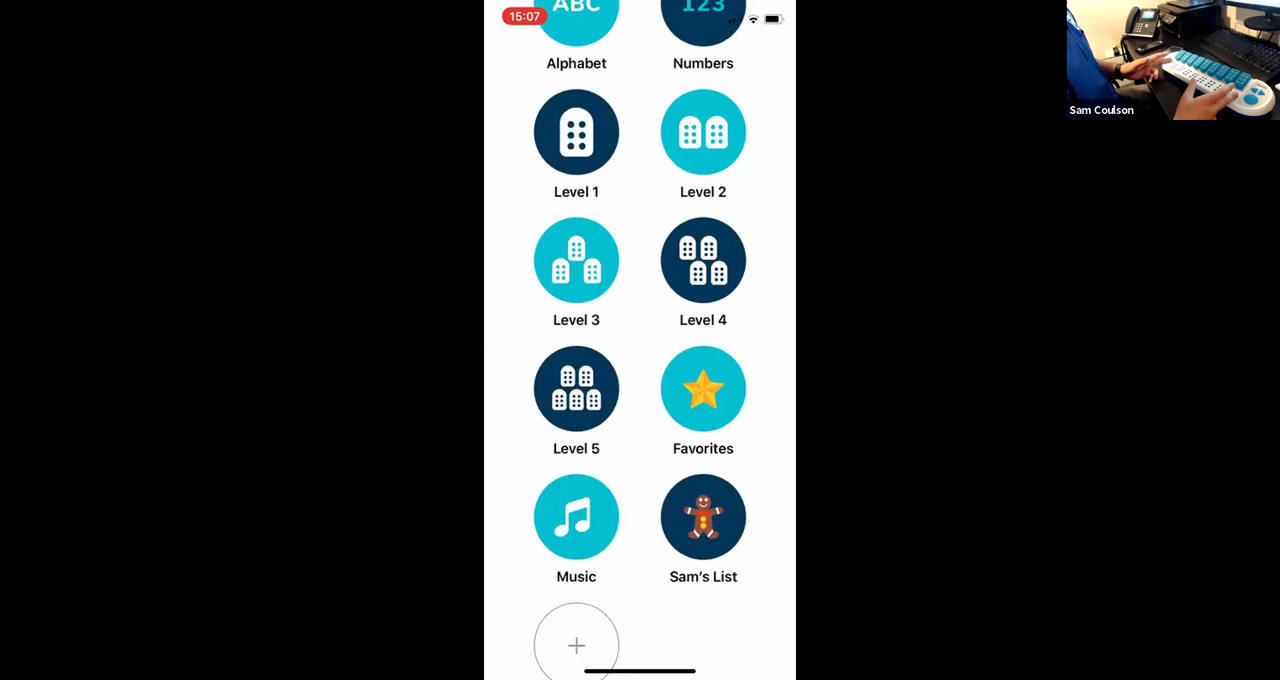 15:07
ABC
123
Alphabet
Numbers
Level 1
Level 2
Level 3
Level 4
Level 5
Favorites
Music
Sam’s List
Sam Coulson